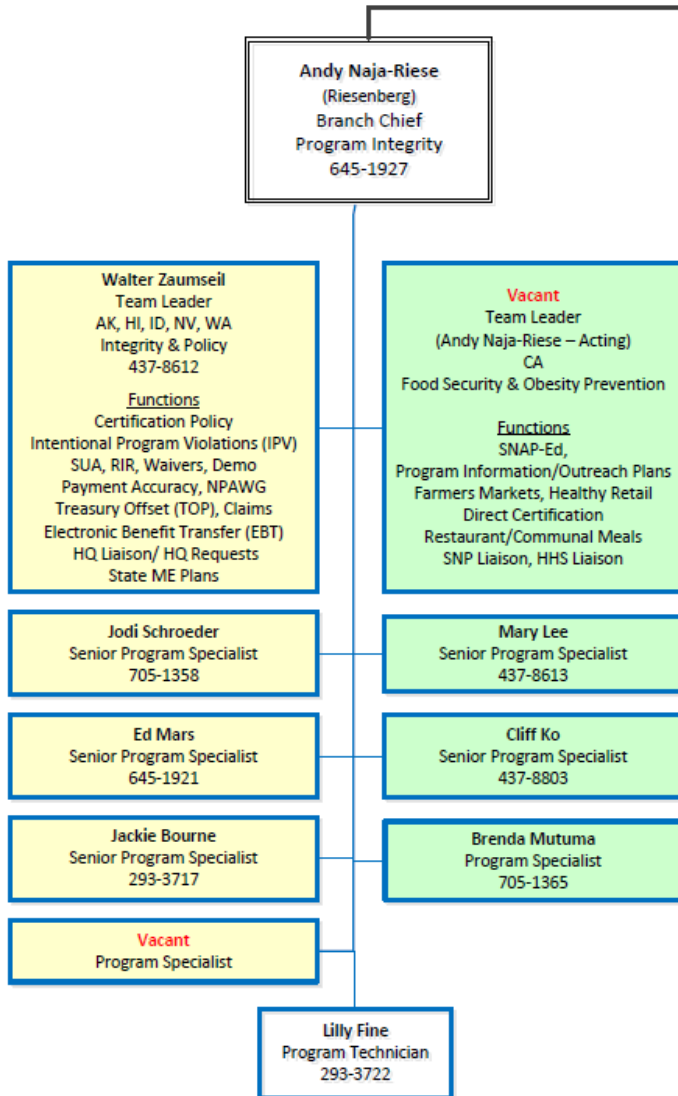 Andy Naja-Riese
(Riesenberg)
Branch Chief
Program Integrity
645-1927
Walter Zaumseil
Team Leader
AK, HI, ID, NV, WA
Integrity & Policy
437-8612
Functions
Certification Policy
Intentional Program Violations (IPV)
SUA, RIR, Waivers, Demo
Payment Accuracy, NPAWG
Treasury Offset (TOP), Claims
Electronic Benefit Transfer (EBT)
HQ Liaison/ HQ Requests
State ME Plans
Vacant
Team Leader
(Andy Naja-Riese – Acting)
CA
Food Security & Obesity Prevention
Functions
SNAP-Ed,
Program Information/Outreach Plans
Farmers Markets, Healthy Retail
Direct Certification
Restaurant/Communal Meals
SNP Liaison, HHS Liaison
Jodi Schroeder
Senior Program Specialist
705-1358
Mary Lee
Senior Program Specialist
437-8613
Ed Mars
Senior Program Specialist
645-1921
Cliff Ko
Senior Program Specialist
437-8803
Jackie Bourne
Senior Program Specialist
293-3717
Brenda Mutuma
Program Specialist
705-1365
Vacant
Program Specialist
Lilly Fine
Program Technician
293-3722